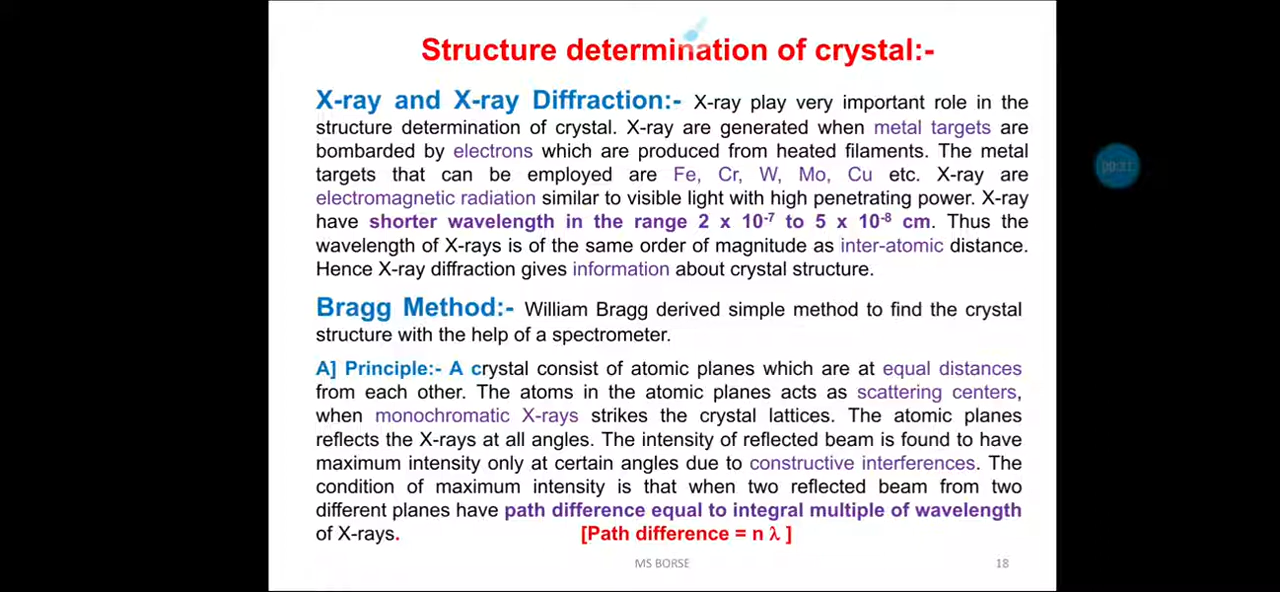 Structure determination of crystal:-
X-ray and X-ray Diffraction:- X-ray play very important role in the
structure determination of crystal. X-ray are generated when metal targets are
bombarded by electrons which are produced from heated filaments. The metal
targets that can be employed are Fe, Cr, W, Mo, Cu etc. X-ray are
electromagnetic radiation similar to visible light with high penetrating power. X-ray
have shorter wavelength in the range 2 x 10⁻⁷ to 5 x 10⁻⁸ cm. Thus the
wavelength of X-rays is of the same order of magnitude as inter-atomic distance.
Hence X-ray diffraction gives information about crystal structure.
Bragg Method:- William Bragg derived simple method to find the crystal
structure with the help of a spectrometer.
A] Principle:- A crystal consist of atomic planes which are at equal distances
from each other. The atoms in the atomic planes acts as scattering centers,
when monochromatic X-rays strikes the crystal lattices. The atomic planes
reflects the X-rays at all angles. The intensity of reflected beam is found to have
maximum intensity only at certain angles due to constructive interferences. The
condition of maximum intensity is that when two reflected beam from two
different planes have path difference equal to integral multiple of wavelength
of X-rays. [Path difference = n λ ]
MS BORSE 18